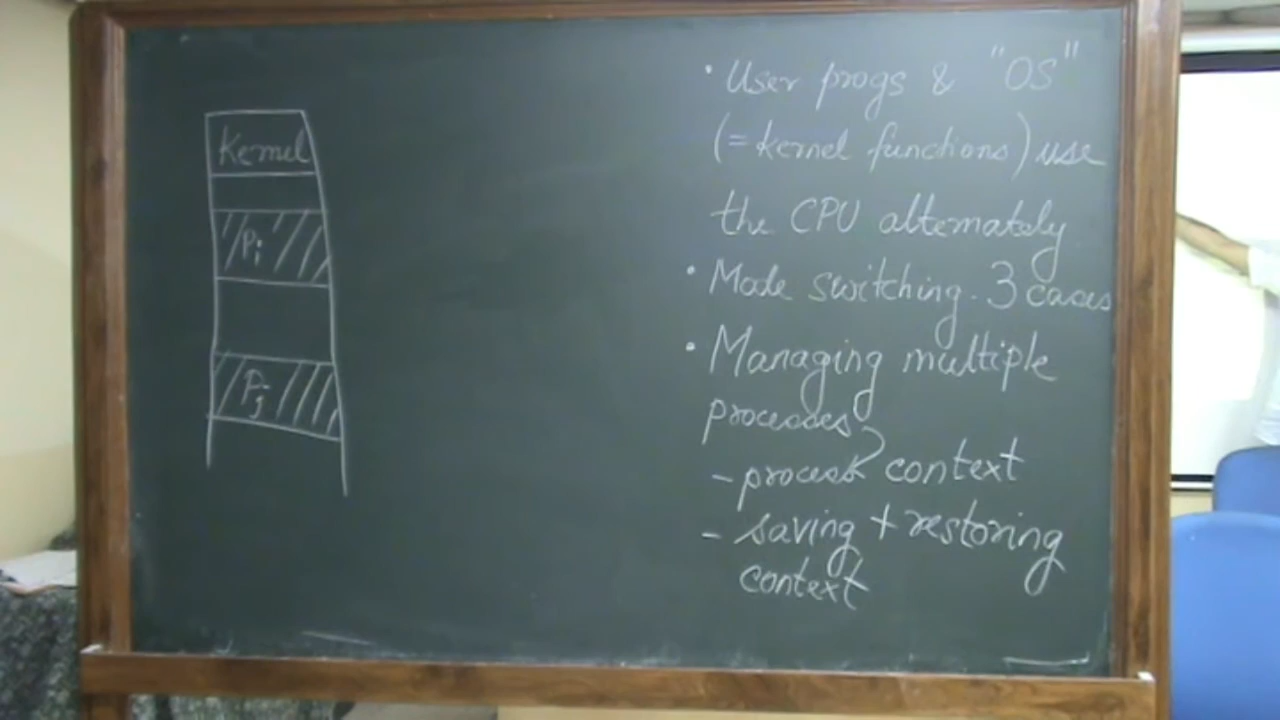 Kernel
Pi
Pj
• User progs & "OS"
(= kernel functions) use
the CPU alternately
• Mode switching. 3 cases
• Managing multiple
processes?
- process context
- saving + restoring
context